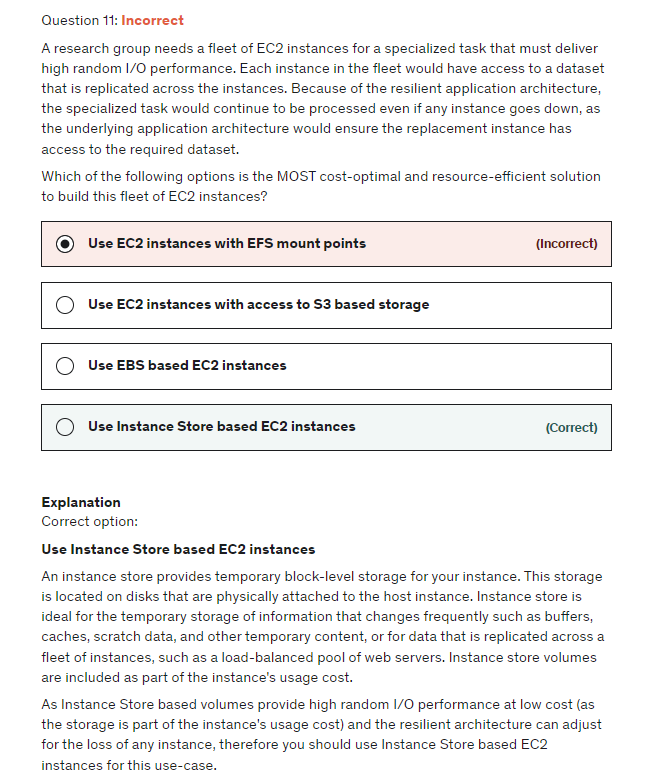 Question 11: Incorrect
A research group needs a fleet of EC2 instances for a specialized task that must deliver
high random I/O performance. Each instance in the fleet would have access to a dataset
that is replicated across the instances. Because of the resilient application architecture,
the specialized task would continue to be processed even if any instance goes down, as
the underlying application architecture would ensure the replacement instance has
access to the required dataset.
Which of the following options is the MOST cost-optimal and resource-efficient solution
to build this fleet of EC2 instances?
Use EC2 instances with EFS mount points (Incorrect)
Use EC2 instances with access to S3 based storage
Use EBS based EC2 instances
Use Instance Store based EC2 instances (Correct)
Explanation
Correct option:
Use Instance Store based EC2 instances
An instance store provides temporary block-level storage for your instance. This storage
is located on disks that are physically attached to the host instance. Instance store is
ideal for the temporary storage of information that changes frequently such as buffers,
caches, scratch data, and other temporary content, or for data that is replicated across a
fleet of instances, such as a load-balanced pool of web servers. Instance store volumes
are included as part of the instance's usage cost.
As Instance Store based volumes provide high random I/O performance at low cost (as
the storage is part of the instance's usage cost) and the resilient architecture can adjust
for the loss of any instance, therefore you should use Instance Store based EC2
instances for this use-case.